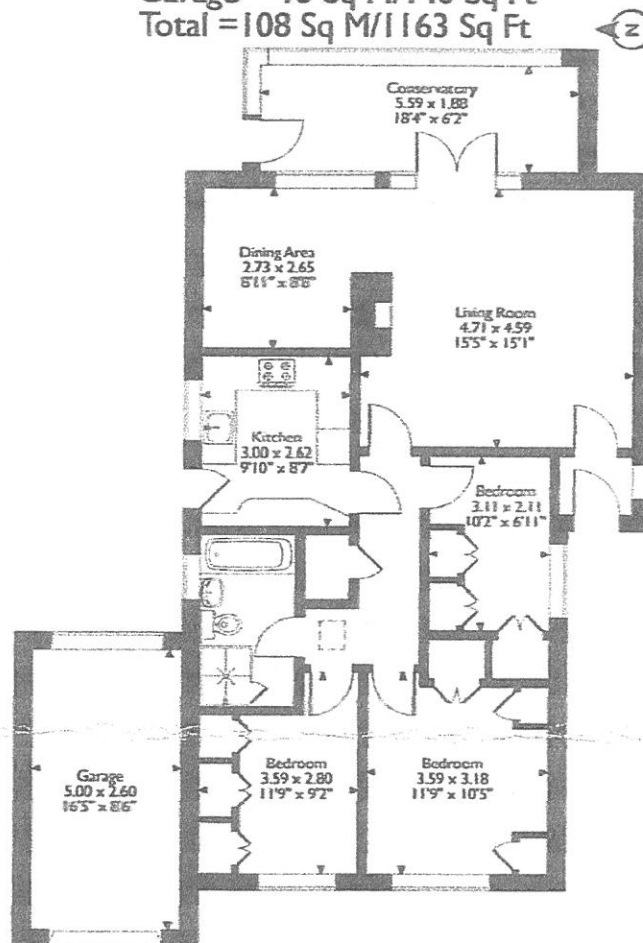 Total =108 Sq M/1163 Sq Ft
N
Conservatory
5.59 x 1.88
18'4" x 6'2"
Dining Area
2.73 x 2.65
8'11" x 8'8"
Living Room
4.71 x 4.59
15'5" x 15'1"
Kitchen
3.00 x 2.62
9'10" x 8'7"
Bedroom
3.11 x 2.11
10'2" x 6'11"
Garage
5.00 x 2.60
16'5" x 8'6"
Bedroom
3.59 x 2.80
11'9" x 9'2"
Bedroom
3.59 x 3.18
11'9" x 10'5"